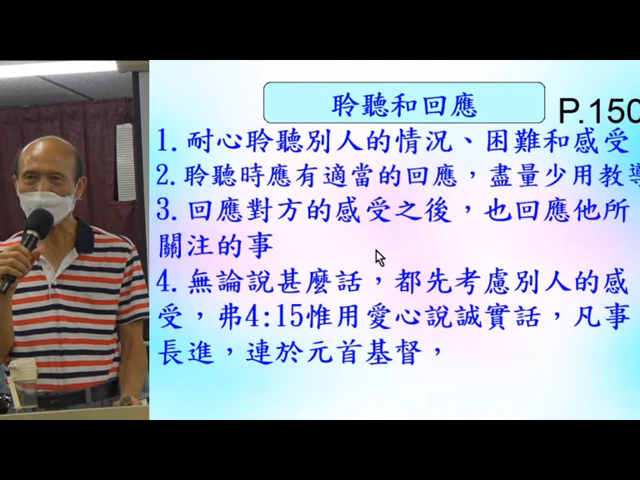 聆聽和回應
P.150
1.耐心聆聽別人的情況、困難和感受
2.聆聽時應有適當的回應，盡量少用教導
3.回應對方的感受之後，也回應他所
關注的事
4.無論說甚麼話，都先考慮別人的感
受，弗4:15惟用愛心說誠實話，凡事
長進，連於元首基督，